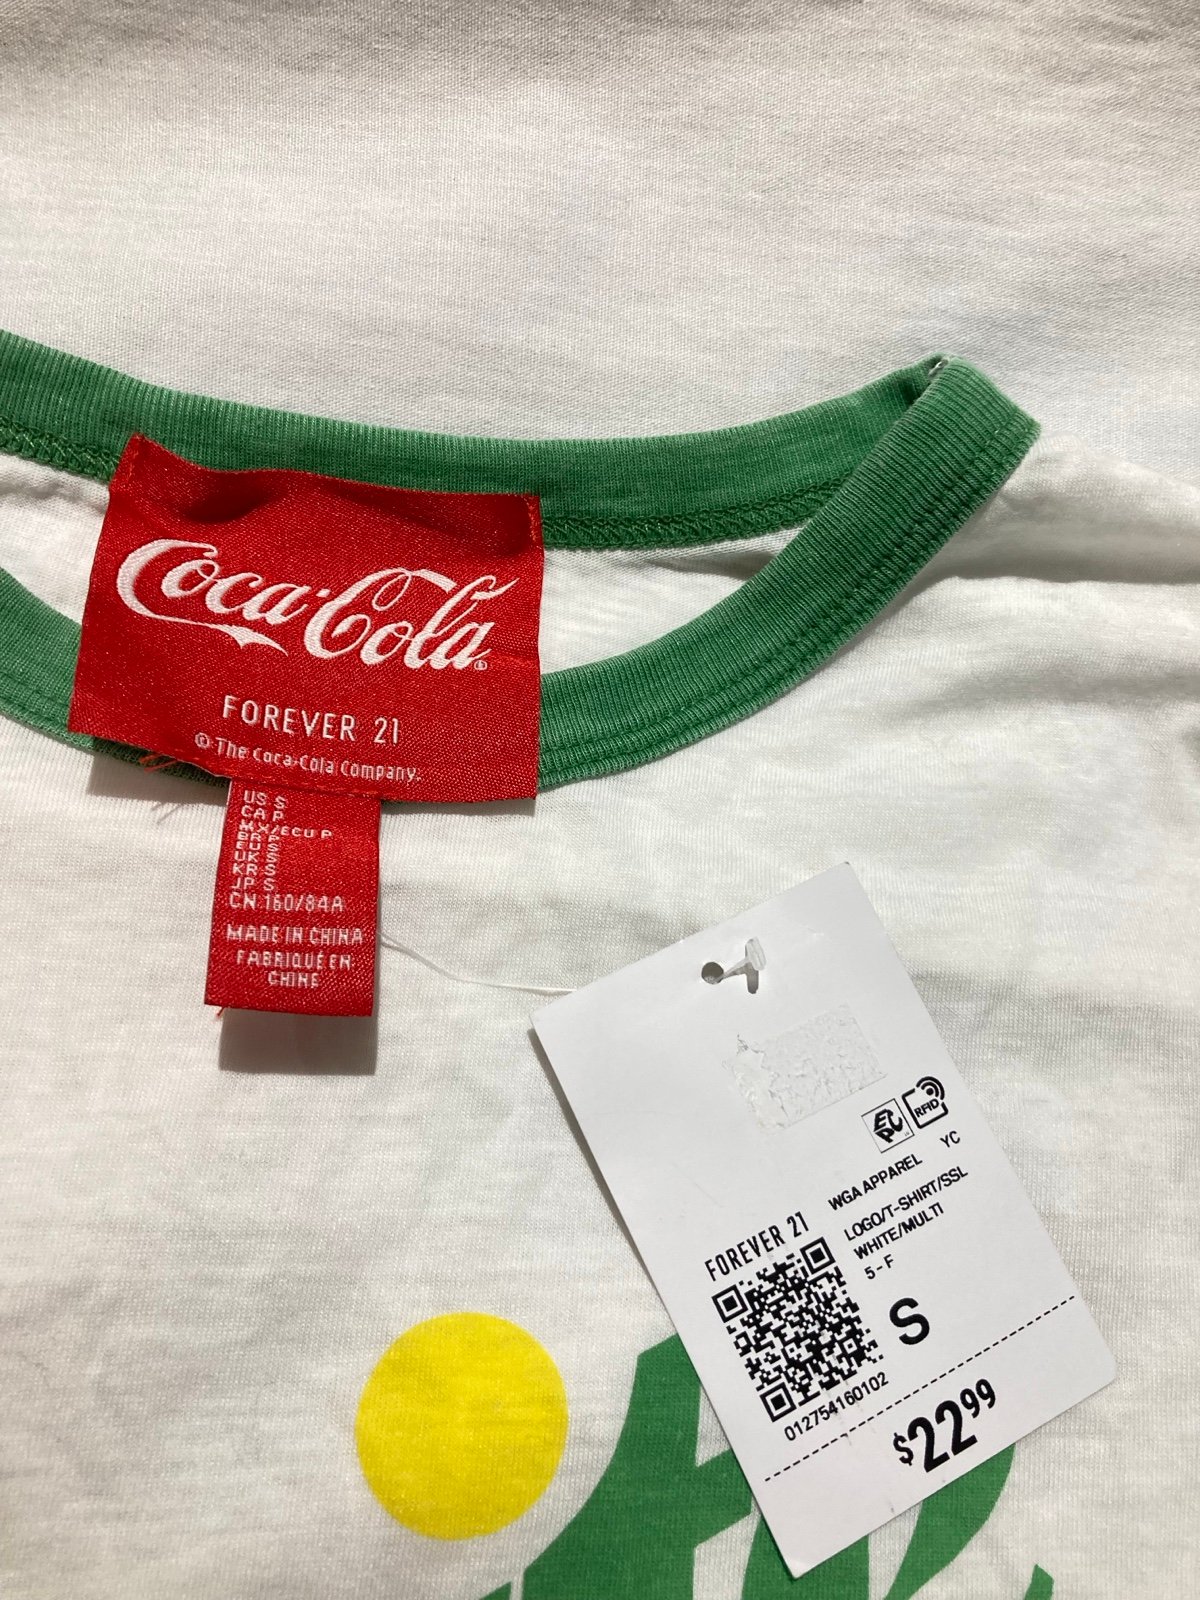 Coca-Cola
FOREVER 21
© The Coca-Cola Company.
US S
CA P
MX/ECU P
BR P
EU S
UK S
KR S
JP S
CN 160/84A
MADE IN CHINA
FABRIQUÉ EN
CHINE
RFID
WGA APPAREL YC
LOGO/T-SHIRT/SSL
WHITE/MULTI
5 - F
FOREVER 21
S
012754160102
$22.99